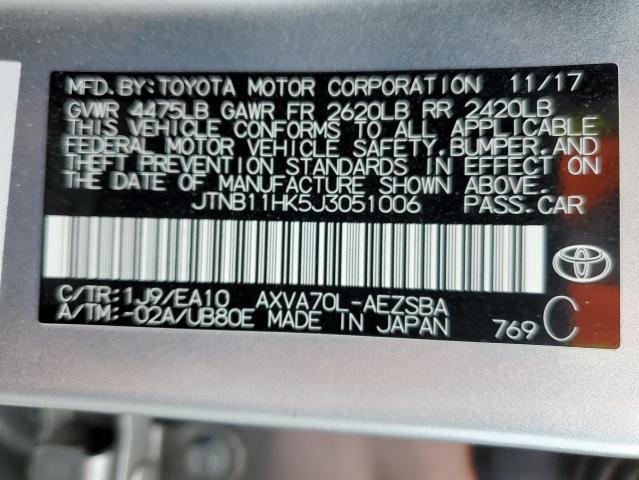 MFD.BY:TOYOTA MOTOR CORPORATION 11/17
GVWR 4475LB GAWR FR 2620LB RR 2420LB
THIS VEHICLE CONFORMS TO ALL APPLICABLE
FEDERAL MOTOR VEHICLE SAFETY,BUMPER,AND
THEFT PREVENTION STANDARDS IN EFFECT ON
THE DATE OF MANUFACTURE SHOWN ABOVE.
JTNB11HK5J3051006 PASS.CAR
C/TR:1J9/EA10 AXVA70L-AEZSBA
A/TM:-02A/UB80E MADE IN JAPAN 769 C